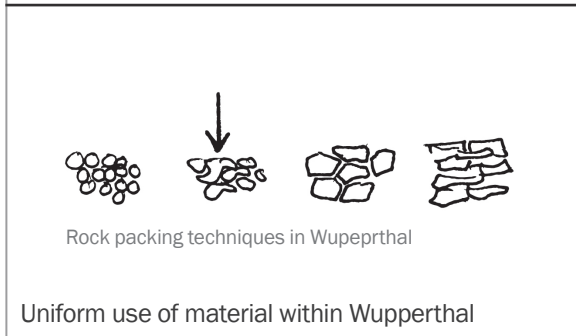 Rock packing techniques in Wupeprthal
Uniform use of material within Wupperthal